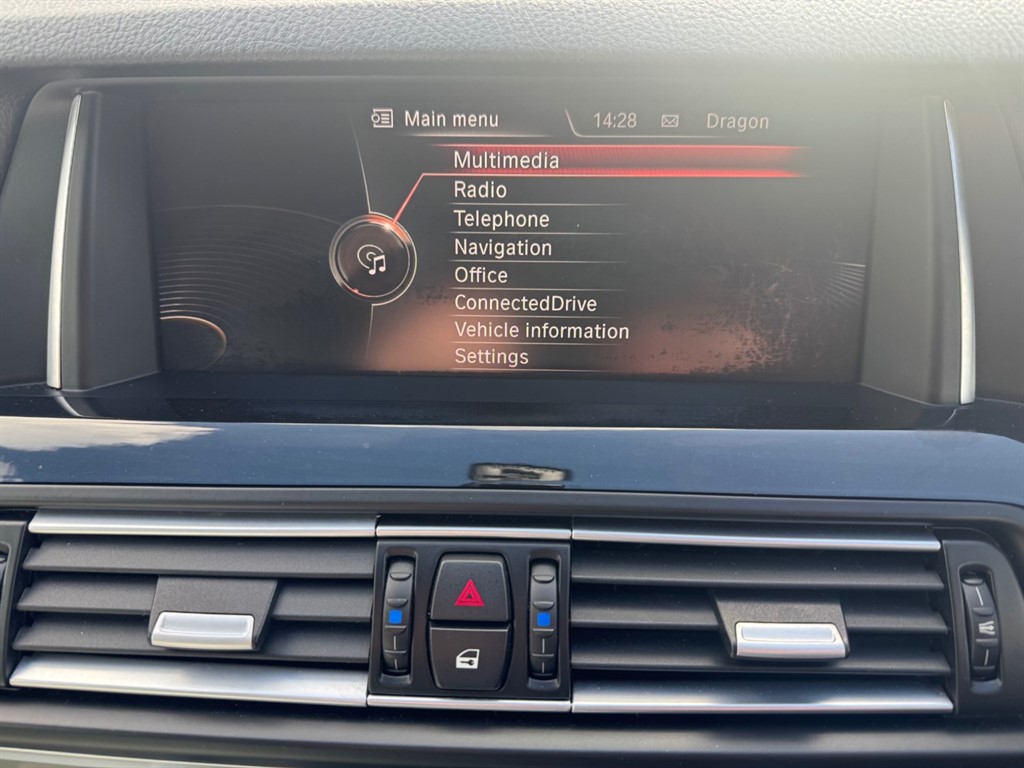 Main menu 14:28 Dragon
Multimedia
Radio
Telephone
Navigation
Office
ConnectedDrive
Vehicle information
Settings